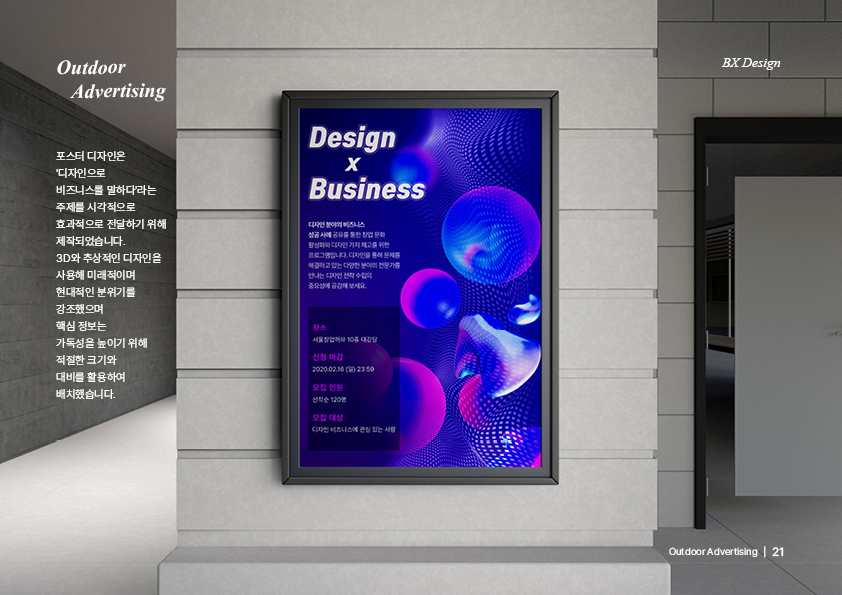 Outdoor
Advertising
BX Design
포스터 디자인은
'디자인으로
비즈니스를 말하다'라는
주제를 시각적으로
효과적으로 전달하기 위해
제작되었습니다.
3D와 추상적인 디자인을
사용해 미래적이며
현대적인 분위기를
강조했으며
핵심 정보는
가독성을 높이기 위해
적절한 크기와
대비를 활용하여
배치했습니다.
Design
x
Business
디자인 분야의 비즈니스
성공 사례 공유를 통한 창업 문화
활성화와 디자인 가치 제고를 위한
프로그램입니다. 디자인을 통해 문제를
해결하고 있는 다양한 분야의 전문가를
만나는 디자인 전략 수립의
중요성에 공감해 보세요.
장소
서울창업허브 10층 대강당
신청 마감
2020.02.16 (일) 23:59
모집 인원
선착순 120명
모집 대상
디자인 비즈니스에 관심 있는 사람
Outdoor Advertising | 21